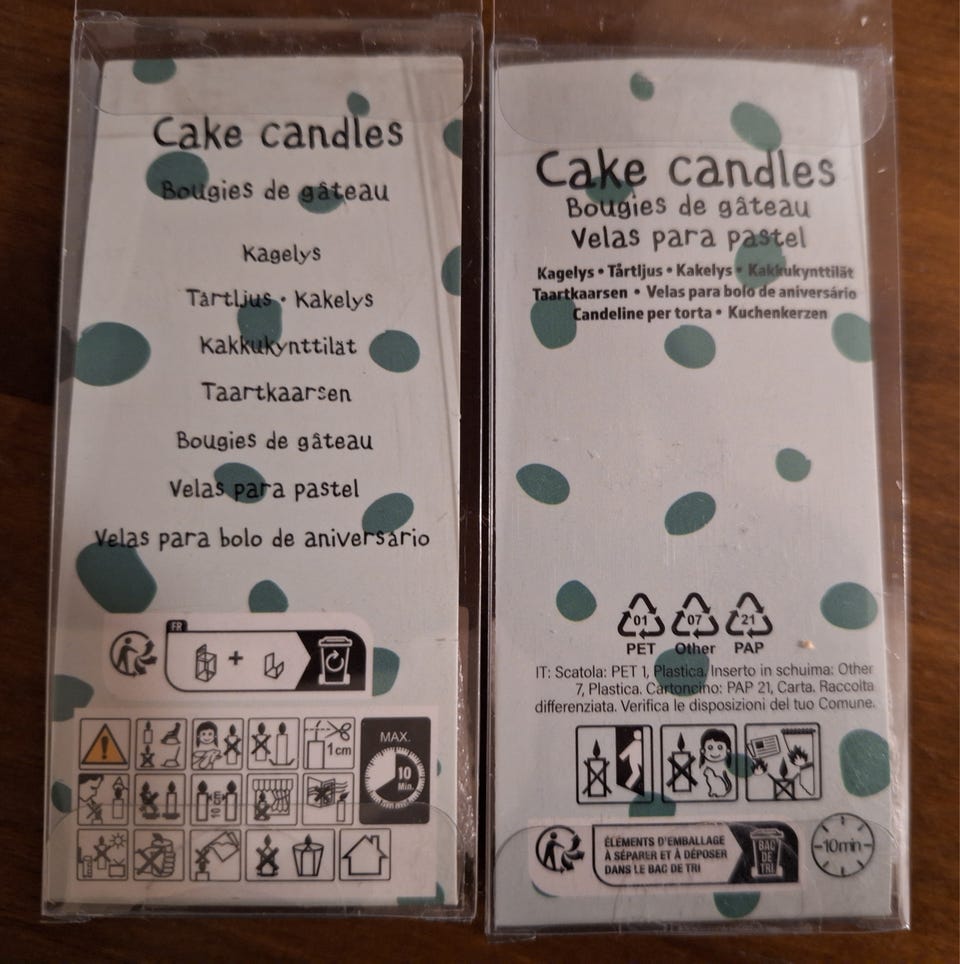 Cake candles
Bougies de gâteau
Kagelys
Tårtljus • Kakelys
Kakkukynttilät
Taartkaarsen
Bougies de gâteau
Velas para pastel
Velas para bolo de aniversário
FR
+
1cm
MAX.
10
Min.
10
Cake candles
Bougies de gâteau
Velas para pastel
Kagelys • Tårtljus • Kakelys • Kakkukynttilät
Taartkaarsen • Velas para bolo de aniversário
Candeline per torta • Kuchenkerzen
01 07 21
PET Other PAP
IT: Scatola: PET 1, Plastica. Inserto in schiuma: Other
7, Plastica. Cartoncino: PAP 21, Carta. Raccolta
differenziata. Verifica le disposizioni del tuo Comune.
ÉLÉMENTS D'EMBALLAGE
À SÉPARER ET À DÉPOSER
DANS LE BAC DE TRI
BAC
DE
TRI
10min